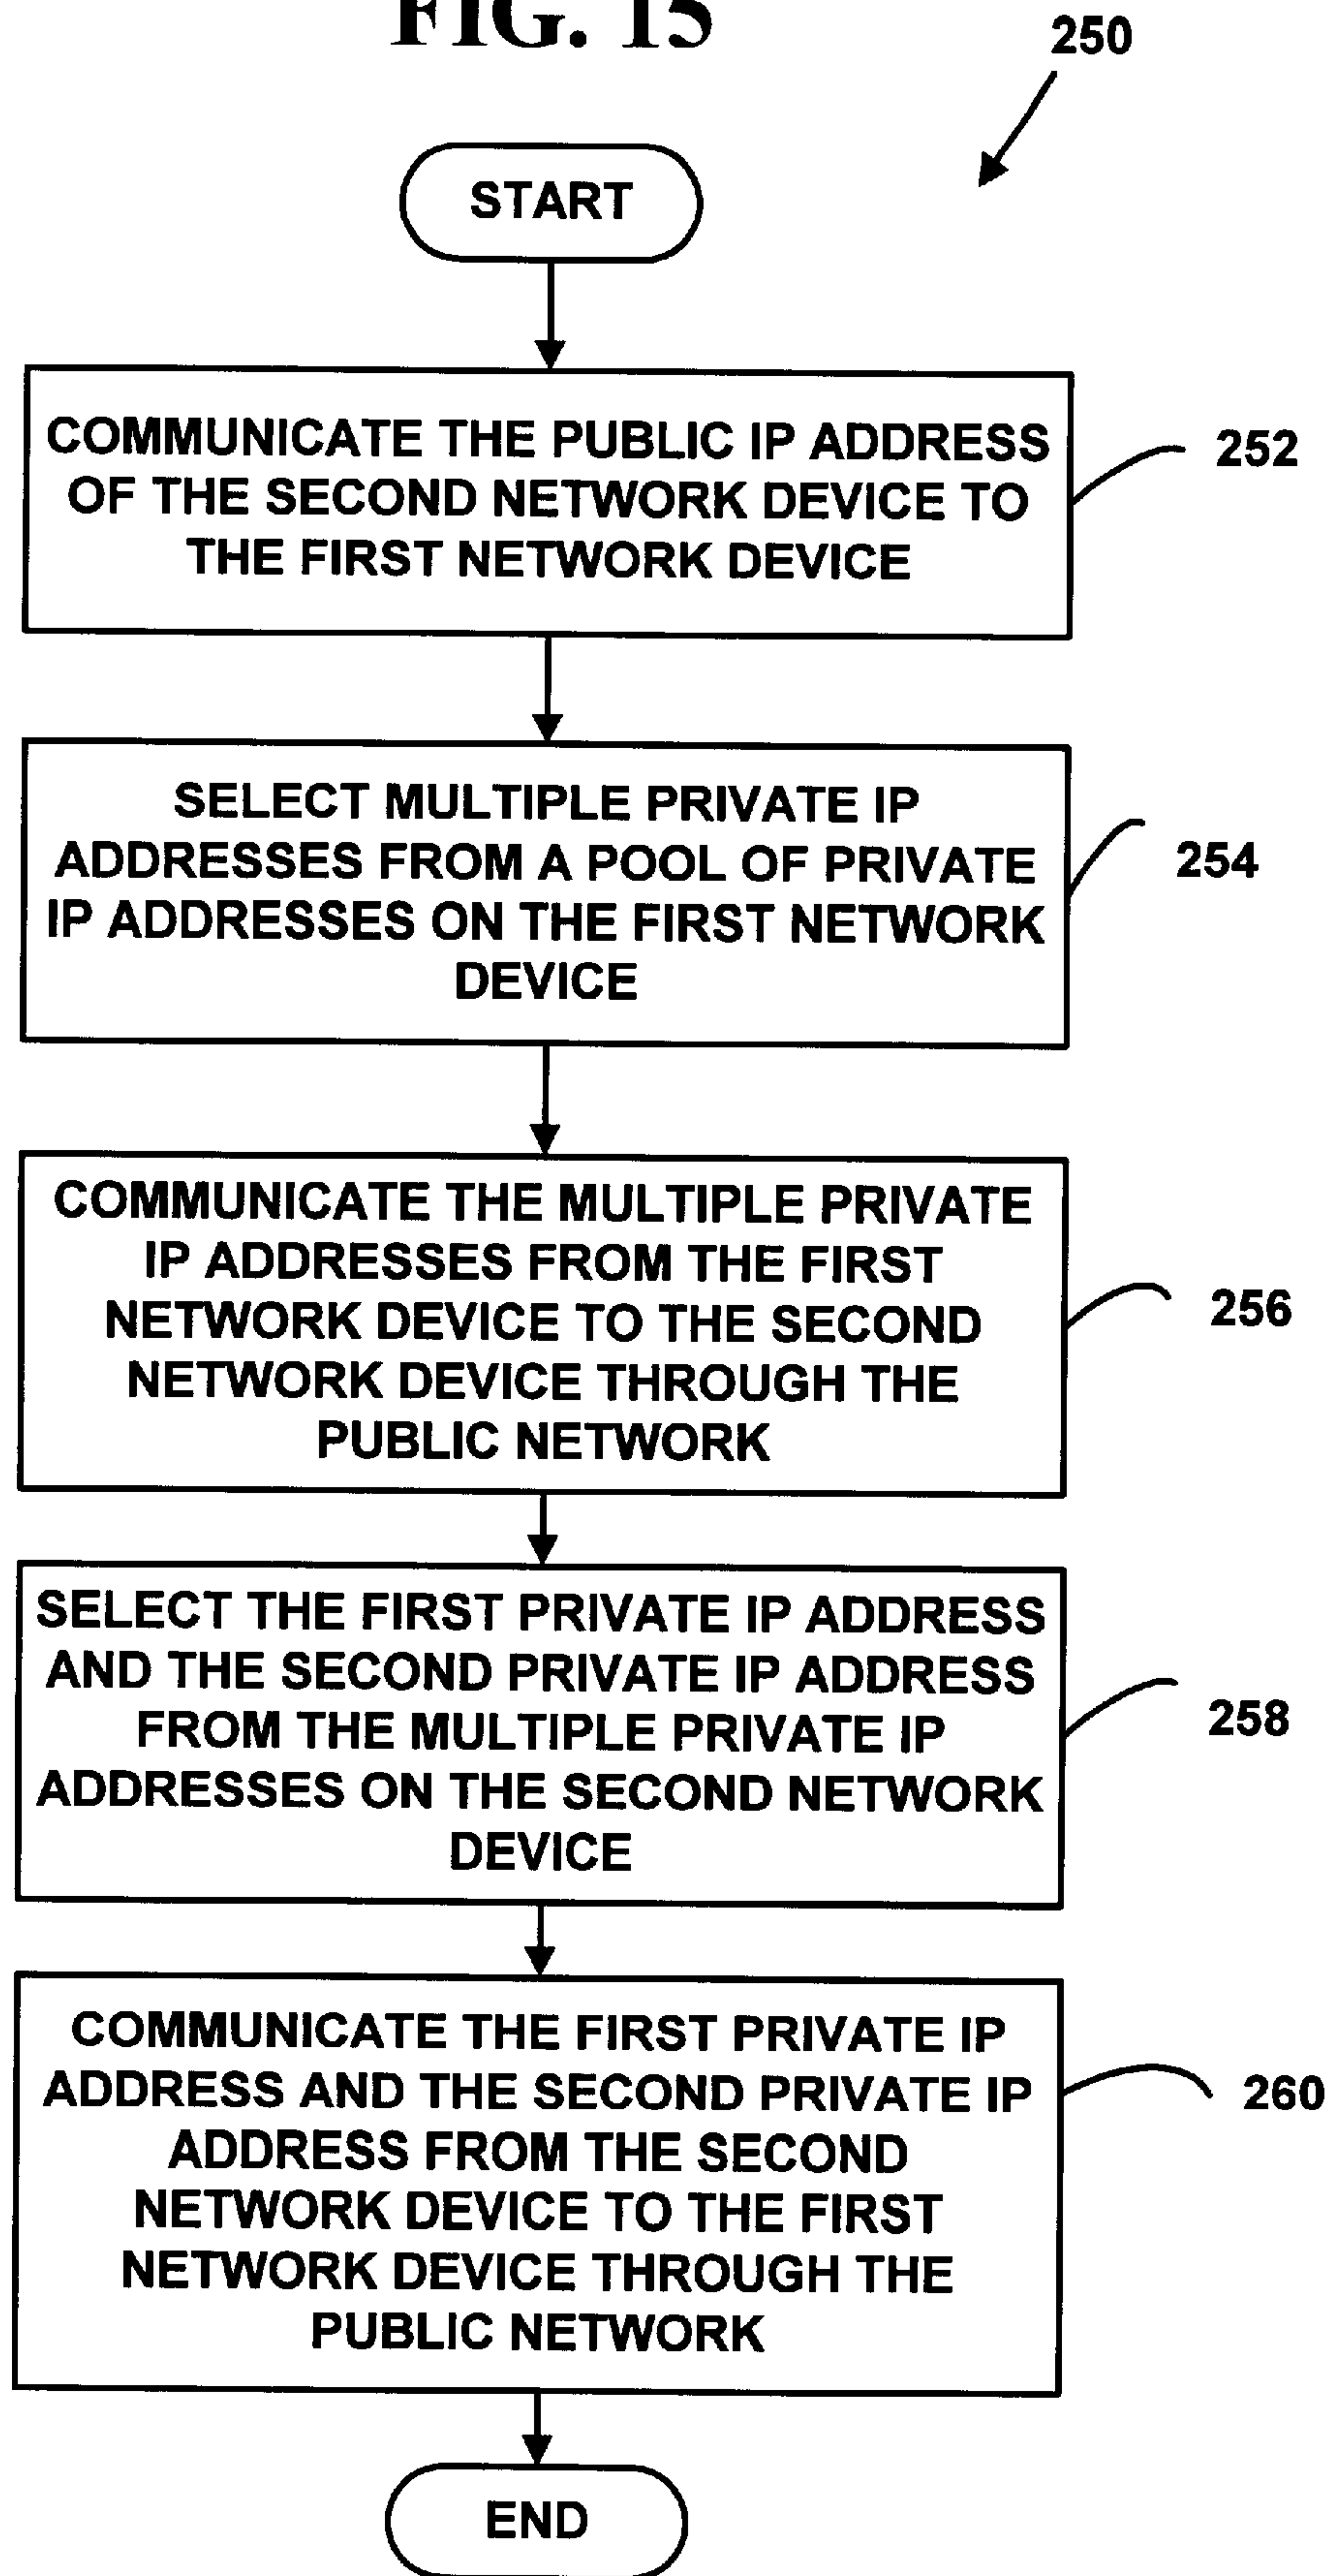 FIG. 15
250
START
COMMUNICATE THE PUBLIC IP ADDRESS
OF THE SECOND NETWORK DEVICE TO
THE FIRST NETWORK DEVICE
252
SELECT MULTIPLE PRIVATE IP
ADDRESSES FROM A POOL OF PRIVATE
IP ADDRESSES ON THE FIRST NETWORK
DEVICE
254
COMMUNICATE THE MULTIPLE PRIVATE
IP ADDRESSES FROM THE FIRST
NETWORK DEVICE TO THE SECOND
NETWORK DEVICE THROUGH THE
PUBLIC NETWORK
256
SELECT THE FIRST PRIVATE IP ADDRESS
AND THE SECOND PRIVATE IP ADDRESS
FROM THE MULTIPLE PRIVATE IP
ADDRESSES ON THE SECOND NETWORK
DEVICE
258
COMMUNICATE THE FIRST PRIVATE IP
ADDRESS AND THE SECOND PRIVATE IP
ADDRESS FROM THE SECOND
NETWORK DEVICE TO THE FIRST
NETWORK DEVICE THROUGH THE
PUBLIC NETWORK
260
END